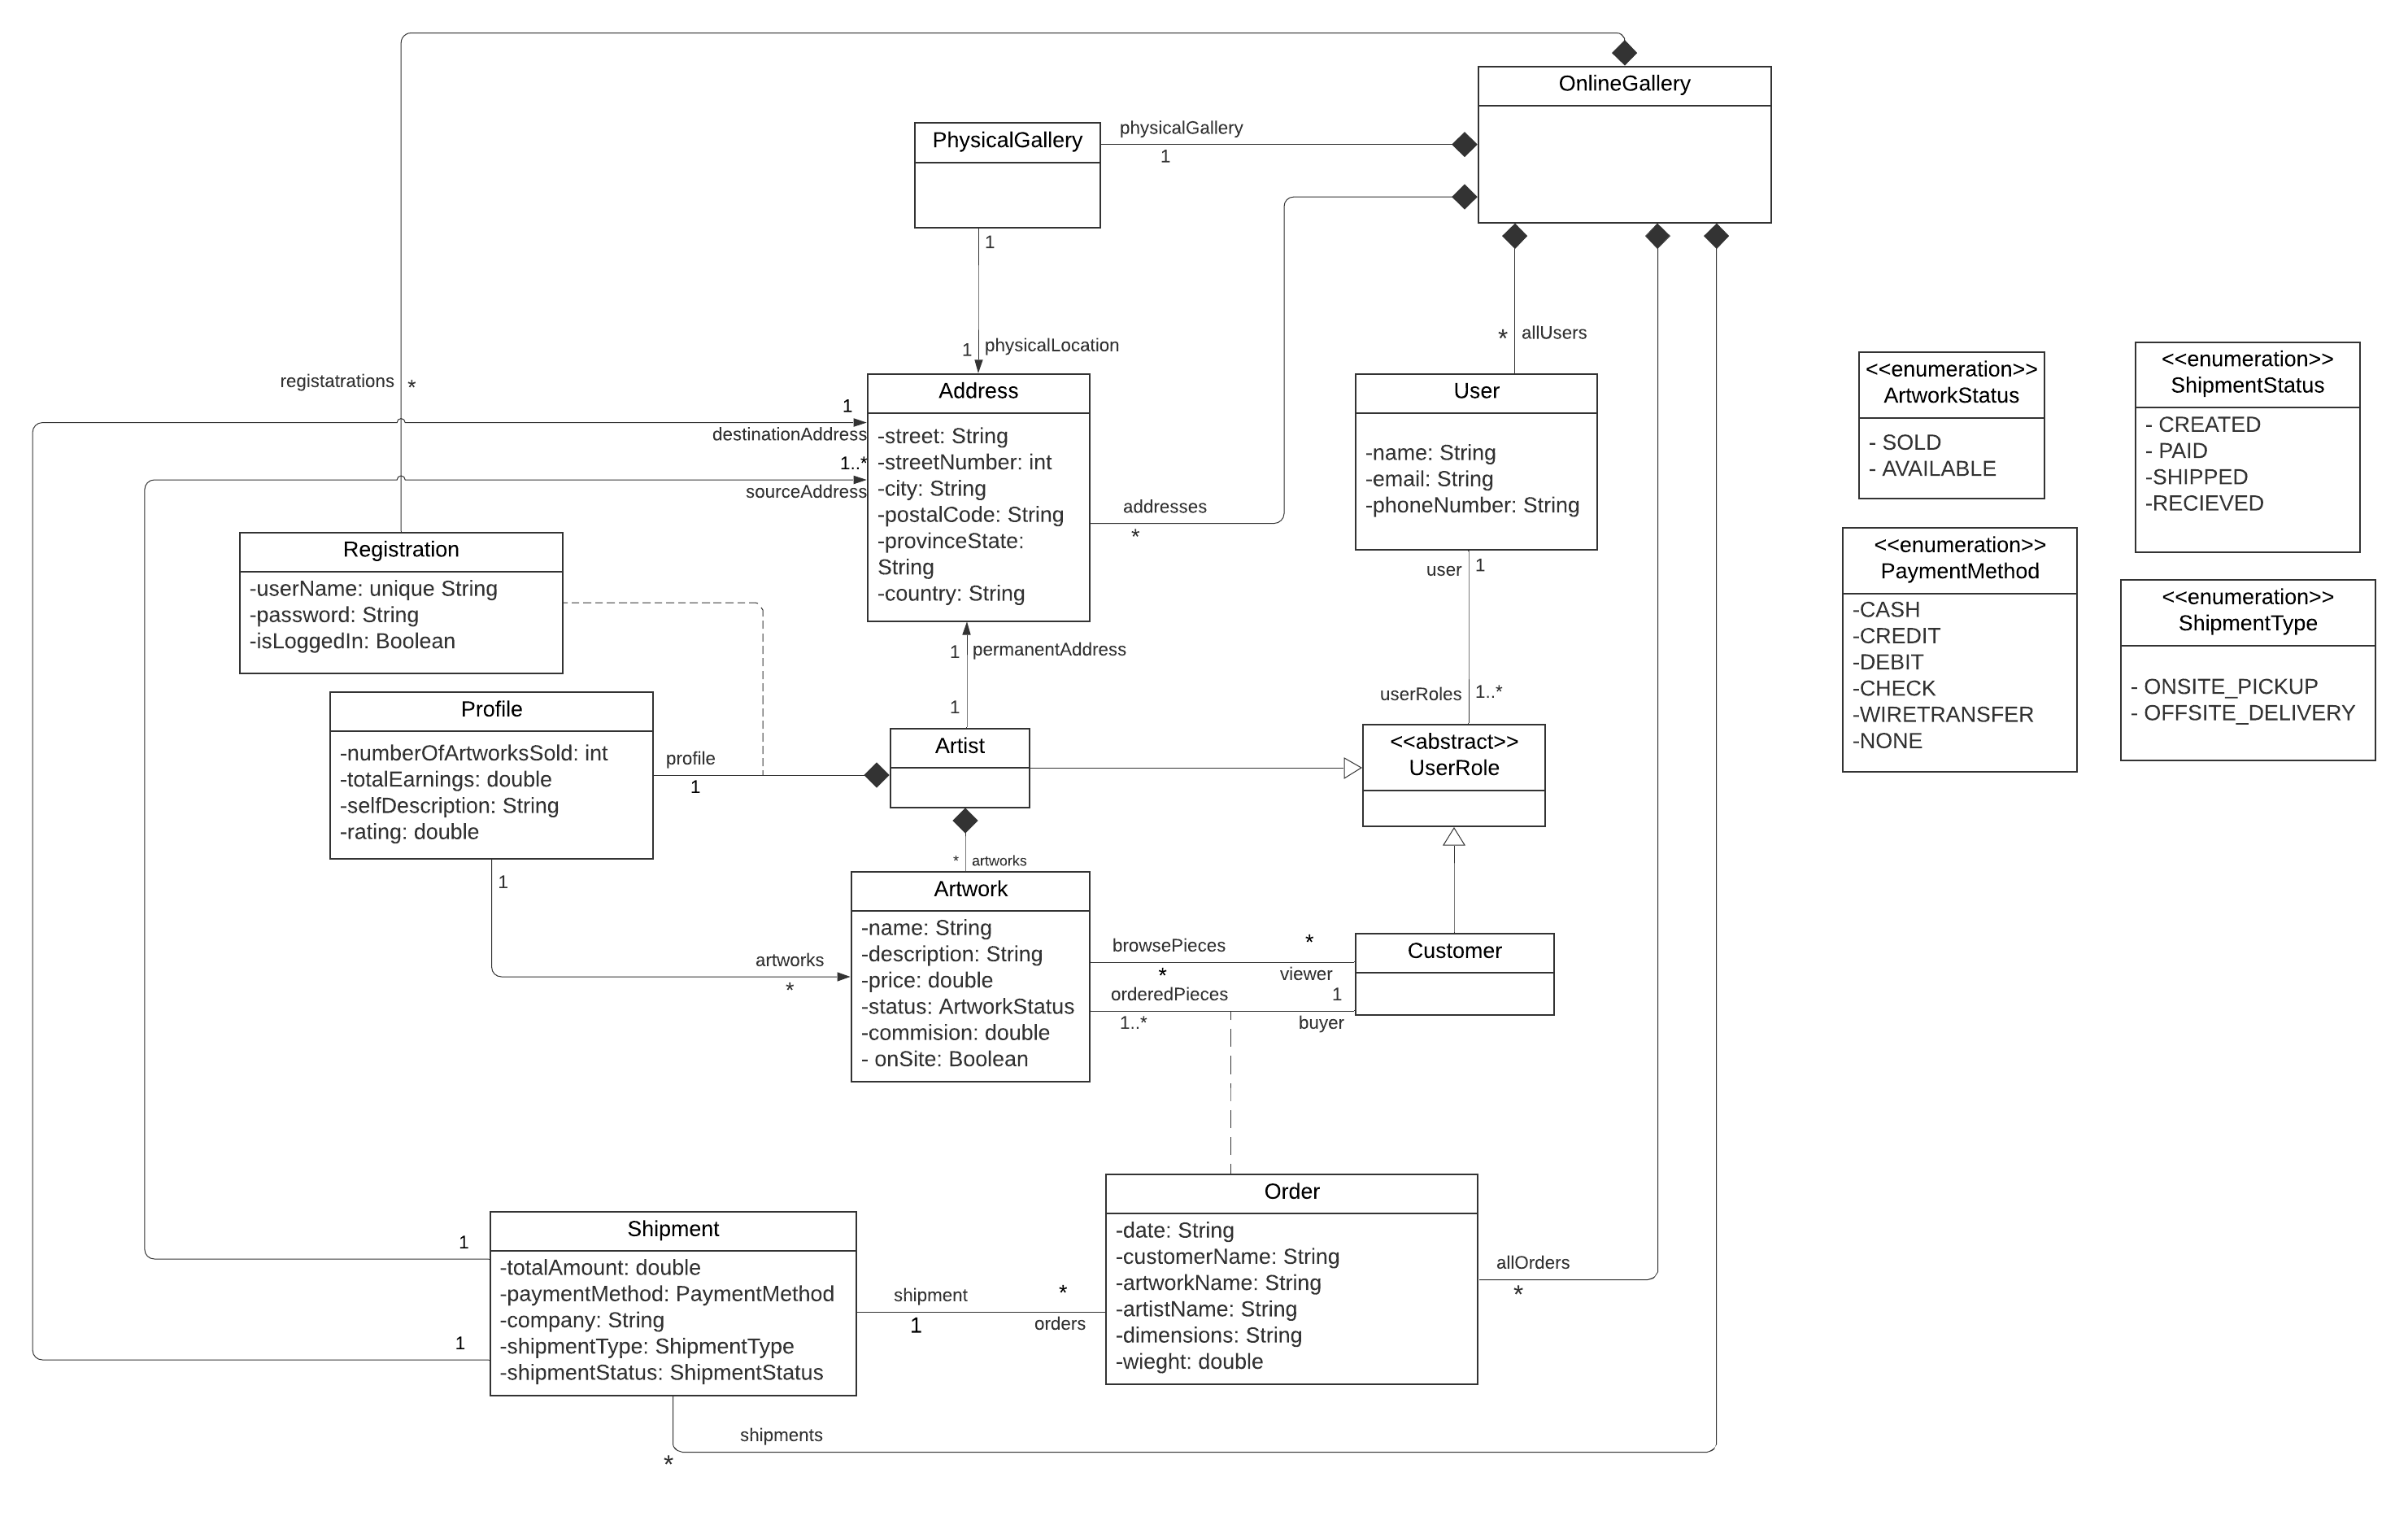 OnlineGallery
PhysicalGallery
physicalGallery
1
1
1
physicalLocation
*
allUsers
registatrations
*
1
destinationAddress
1..*
sourceAddress
Address
-street: String
-streetNumber: int
-city: String
-postalCode: String
-provinceState:
String
-country: String
addresses
*
User
-name: String
-email: String
-phoneNumber: String
<<enumeration>>
ArtworkStatus
- SOLD
- AVAILABLE
<<enumeration>>
ShipmentStatus
- CREATED
- PAID
-SHIPPED
-RECIEVED
<<enumeration>>
PaymentMethod
-CASH
-CREDIT
-DEBIT
-CHECK
-WIRETRANSFER
-NONE
<<enumeration>>
ShipmentType
- ONSITE_PICKUP
- OFFSITE_DELIVERY
Registration
-userName: unique String
-password: String
-isLoggedIn: Boolean
user
1
userRoles
1..*
1
permanentAddress
1
Profile
-numberOfArtworksSold: int
-totalEarnings: double
-selfDescription: String
-rating: double
profile
1
Artist
<<abstract>>
UserRole
*
artworks
1
artworks
*
Artwork
-name: String
-description: String
-price: double
-status: ArtworkStatus
-commision: double
- onSite: Boolean
browsePieces
*
*
viewer
orderedPieces
1
1..*
buyer
Customer
Order
-date: String
-customerName: String
-artworkName: String
-artistName: String
-dimensions: String
-wieght: double
allOrders
*
Shipment
-totalAmount: double
-paymentMethod: PaymentMethod
-company: String
-shipmentType: ShipmentType
-shipmentStatus: ShipmentStatus
1
1
shipment
1
*
orders
shipments
*